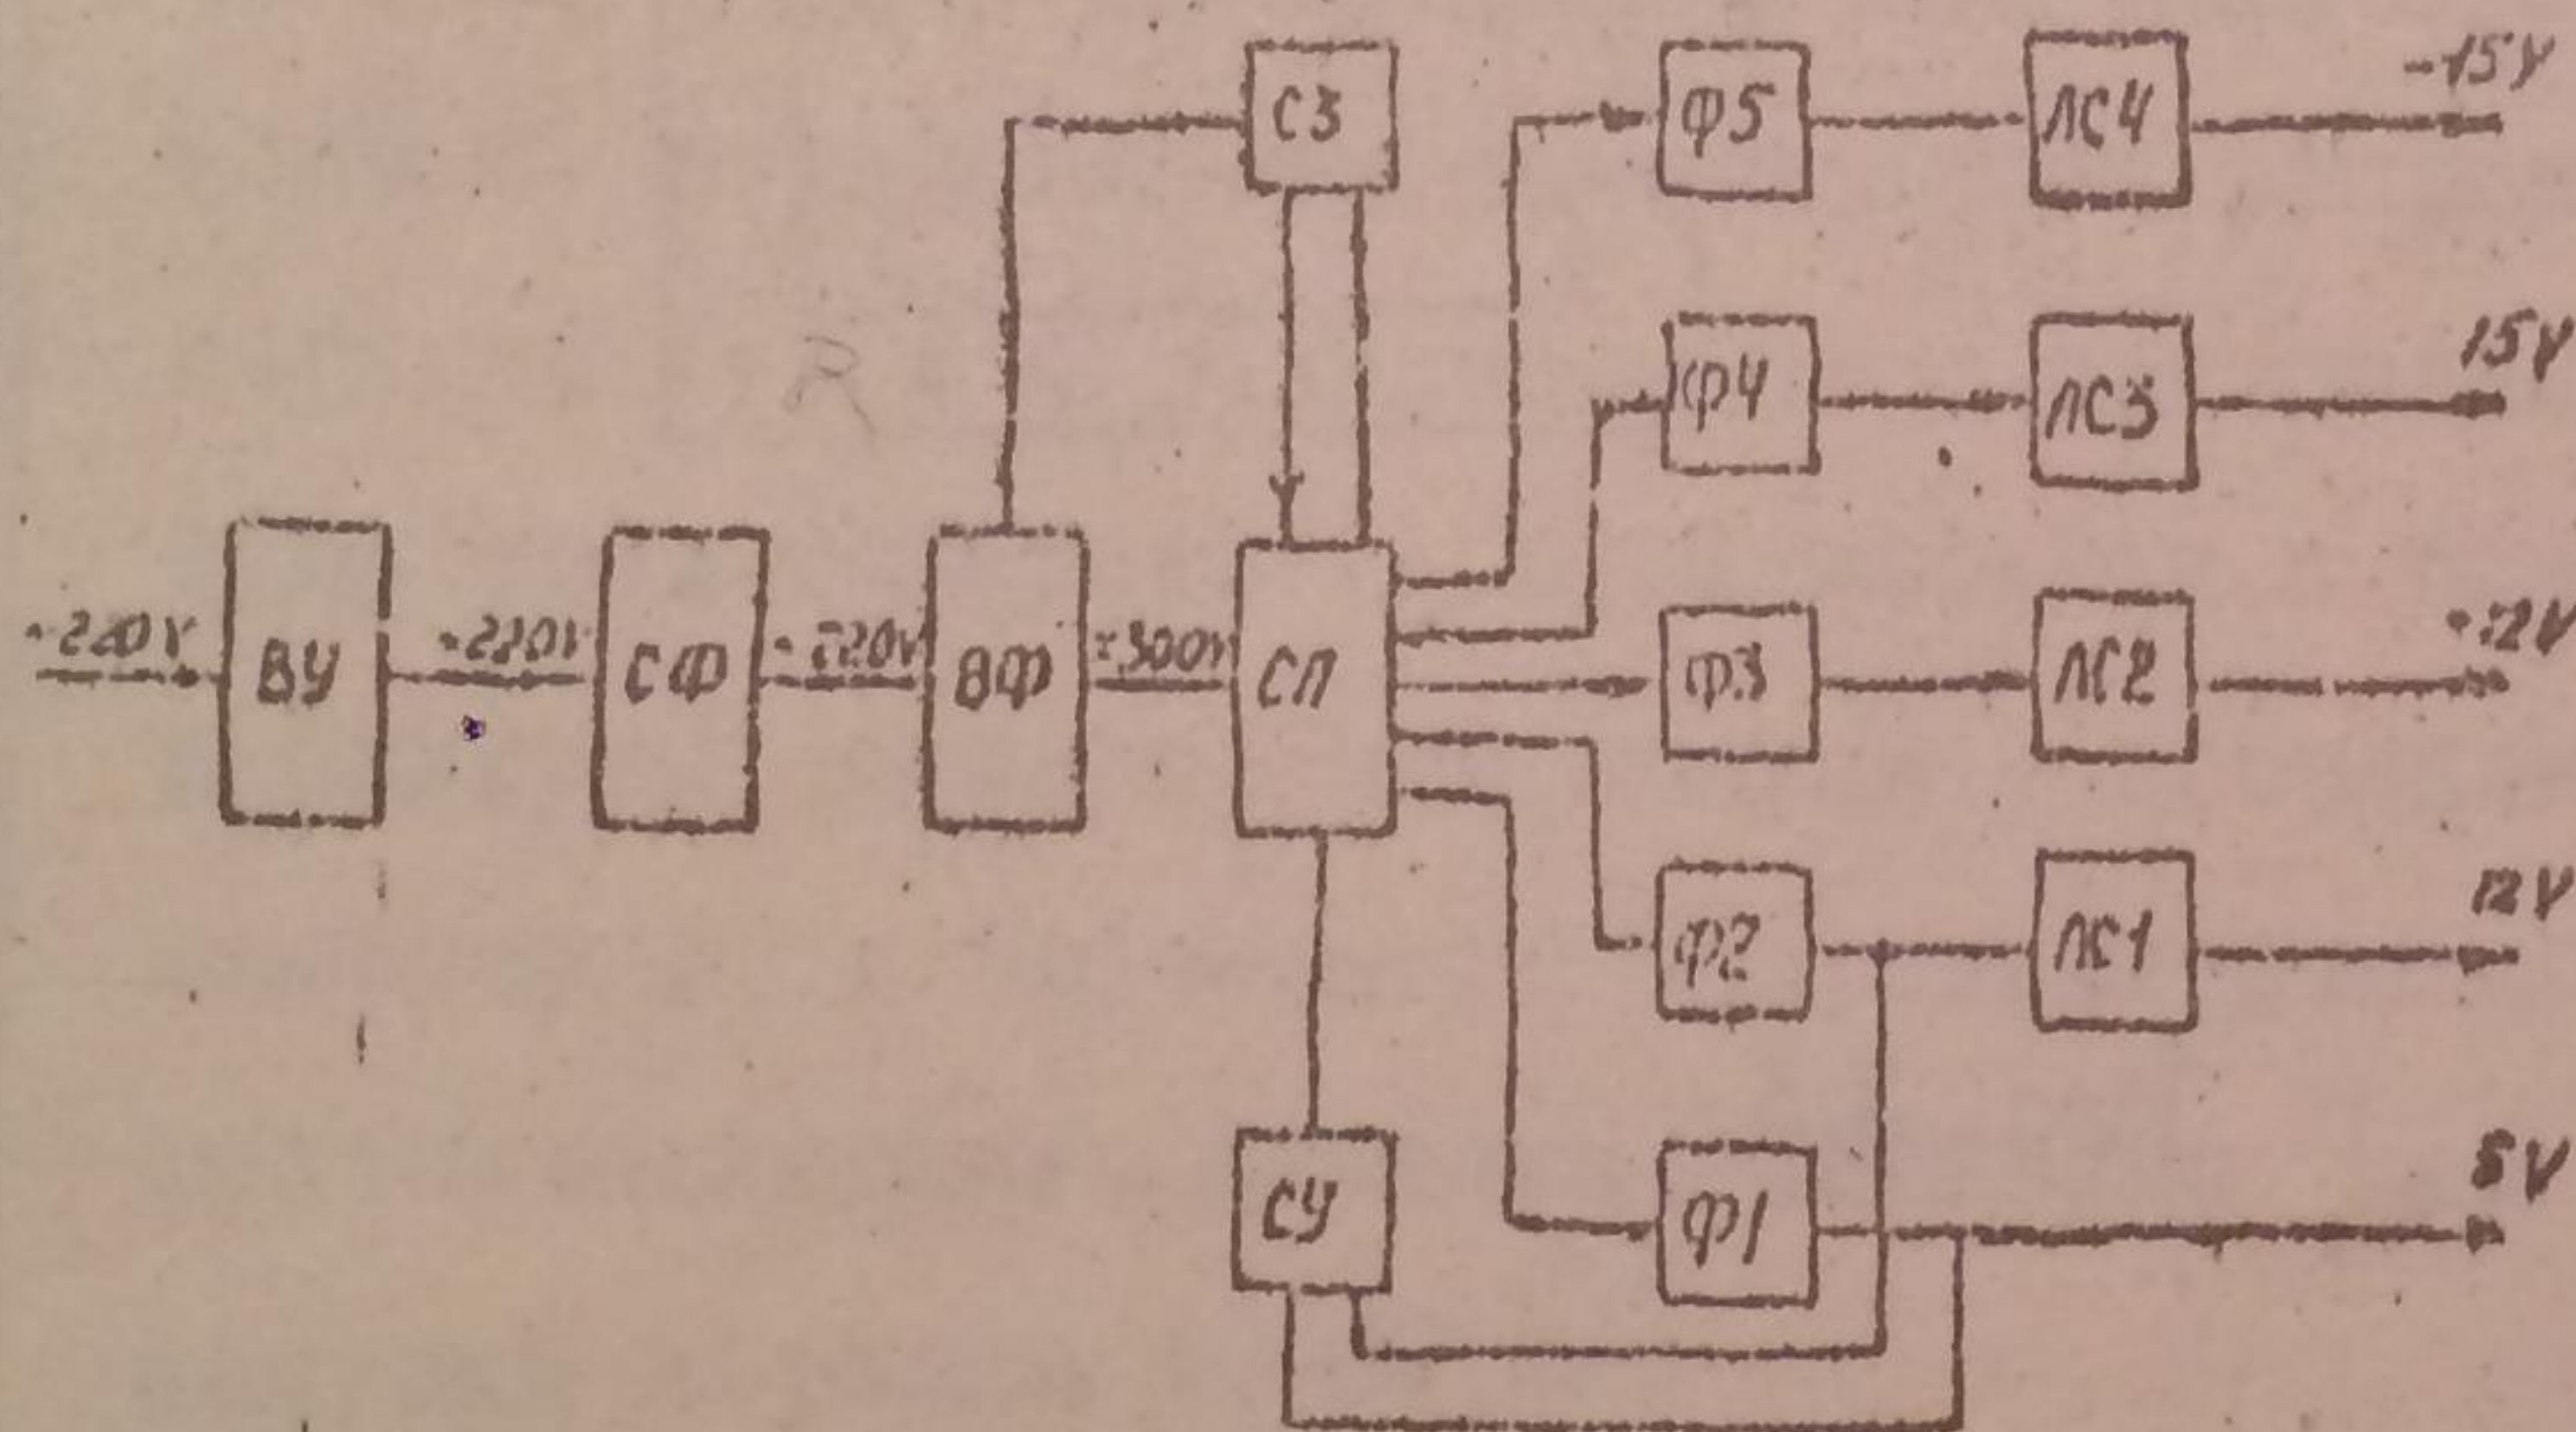 СЗ
Ф5
ЛС4
-15V
Ф4
ЛС3
15V
~220V
ВУ
~220V
СФ
~220V
ВФ
=300V
СП
Ф3
ЛС2
-12V
Ф2
ЛС1
12V
СУ
Ф1
5V